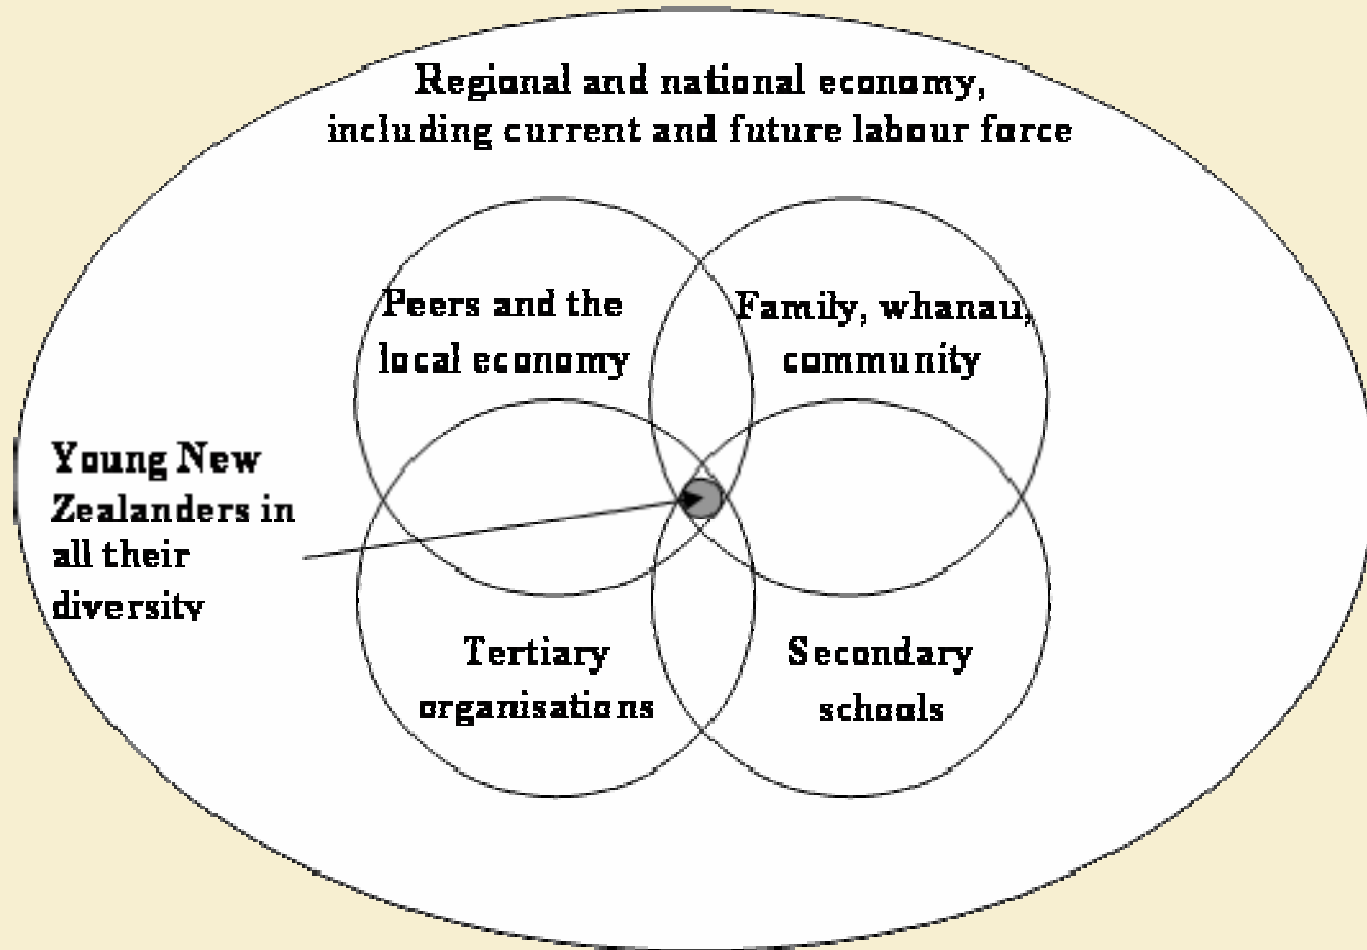 Regional and national economy,
including current and future labour force
Peers and the
local economy
Family, whanau,
community
Young New
Zealanders in
all their
diversity
Tertiary
organisations
Secondary
schools